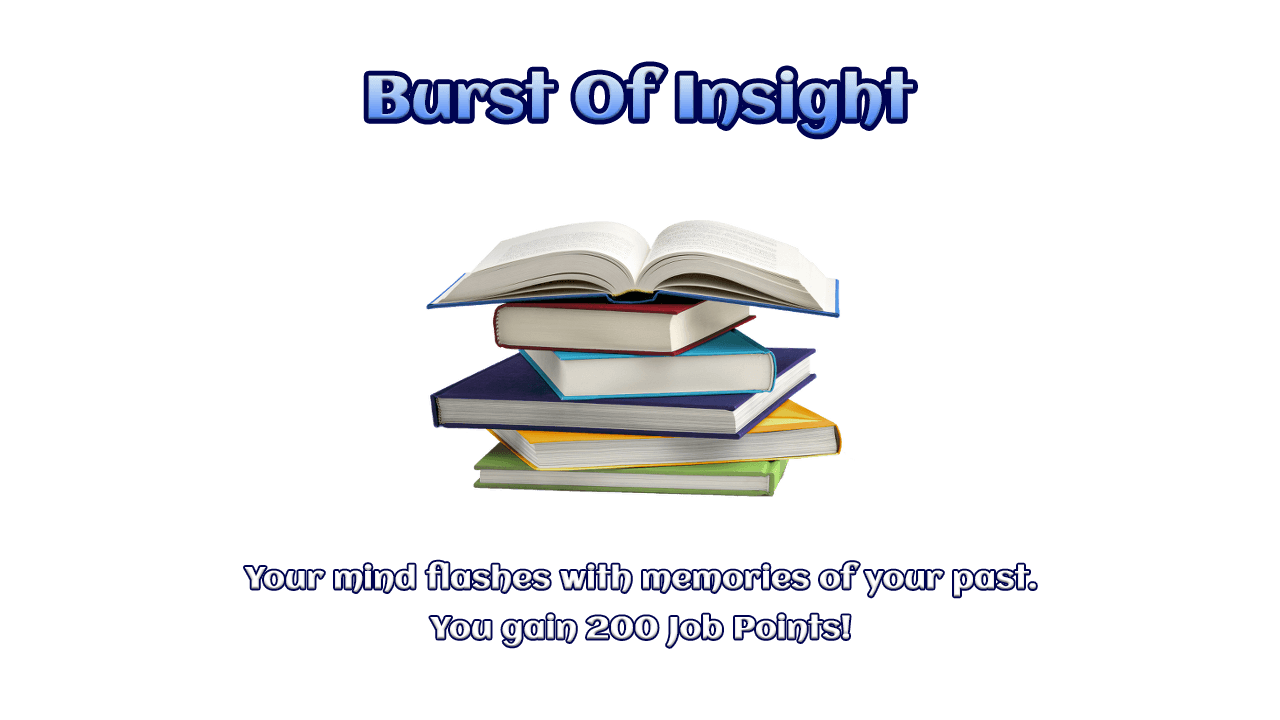 Burst Of Insight
Your mind flashes with memories of your past.
You gain 200 Job Points!